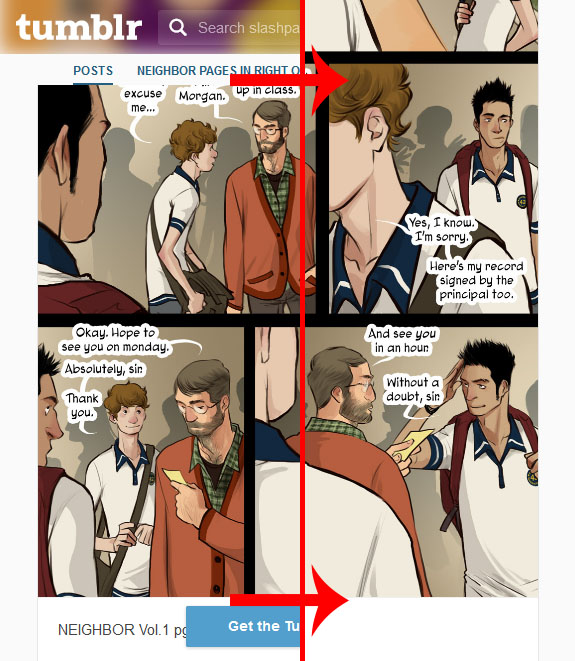 tumblr
Search slashpa
POSTS
NEIGHBOR PAGES IN RIGHT O
excuse
me...
Morgan.
up in class.
Yes, I know.
I'm sorry.
Here's my record
signed by the
principal too.
Okay. Hope to
see you on monday.
Absolutely, sir.
Thank
you.
And see you
in an hour.
Without a
doubt, sir.
NEIGHBOR Vol.1 pg
Get the Tu